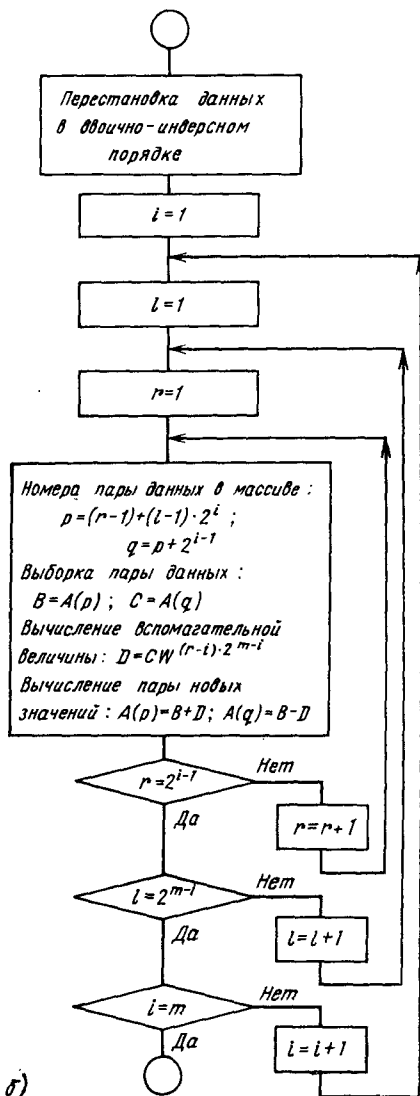 Перестановка данных
в двоично-инверсном
порядке
i = 1
l = 1
r = 1
Номера пары данных в массиве :
p=(r-1)+(l-1)·2^i ;
q=p+2^{i-1}
Выборка пары данных :
B=A(p) ; C=A(q)
Вычисление вспомагательной
величины: D=CW^{(r-i)·2^{m-i}}
Вычисление пары новых
значений : A(p)=B+D; A(q)=B-D
r=2^{i-1}
Нет
r=r+1
Да
l=2^{m-l}
Нет
l=l+1
Да
i=m
Нет
i=i+1
Да
б)